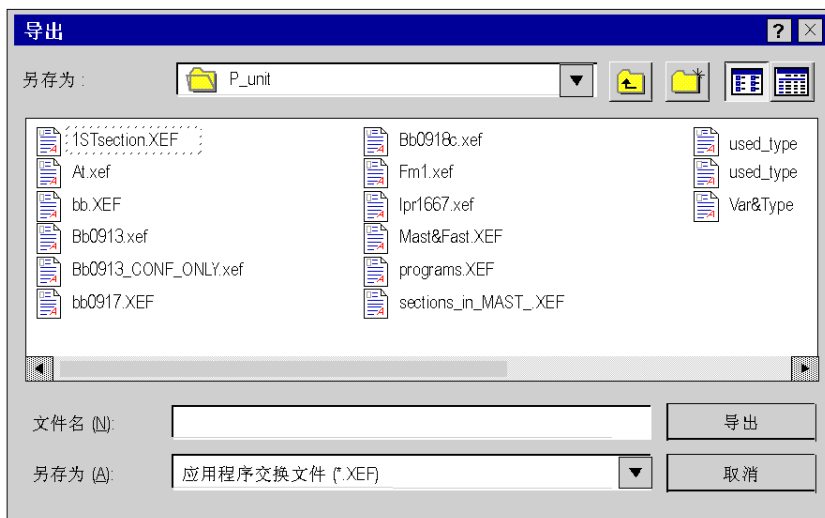 导出
另存为 :
P_unit
1STsection.XEF
At.xef
bb.XEF
Bb0913.xef
Bb0913_CONF_ONLY.xef
bb0917.XEF
Bb0918c.xef
Fm1.xef
lpr1667.xef
Mast&Fast.XEF
programs.XEF
sections_in_MAST_.XEF
used_type
used_type
Var&Type
文件名 (N):
导出
另存为 (A):
应用程序交换文件 (*.XEF)
取消